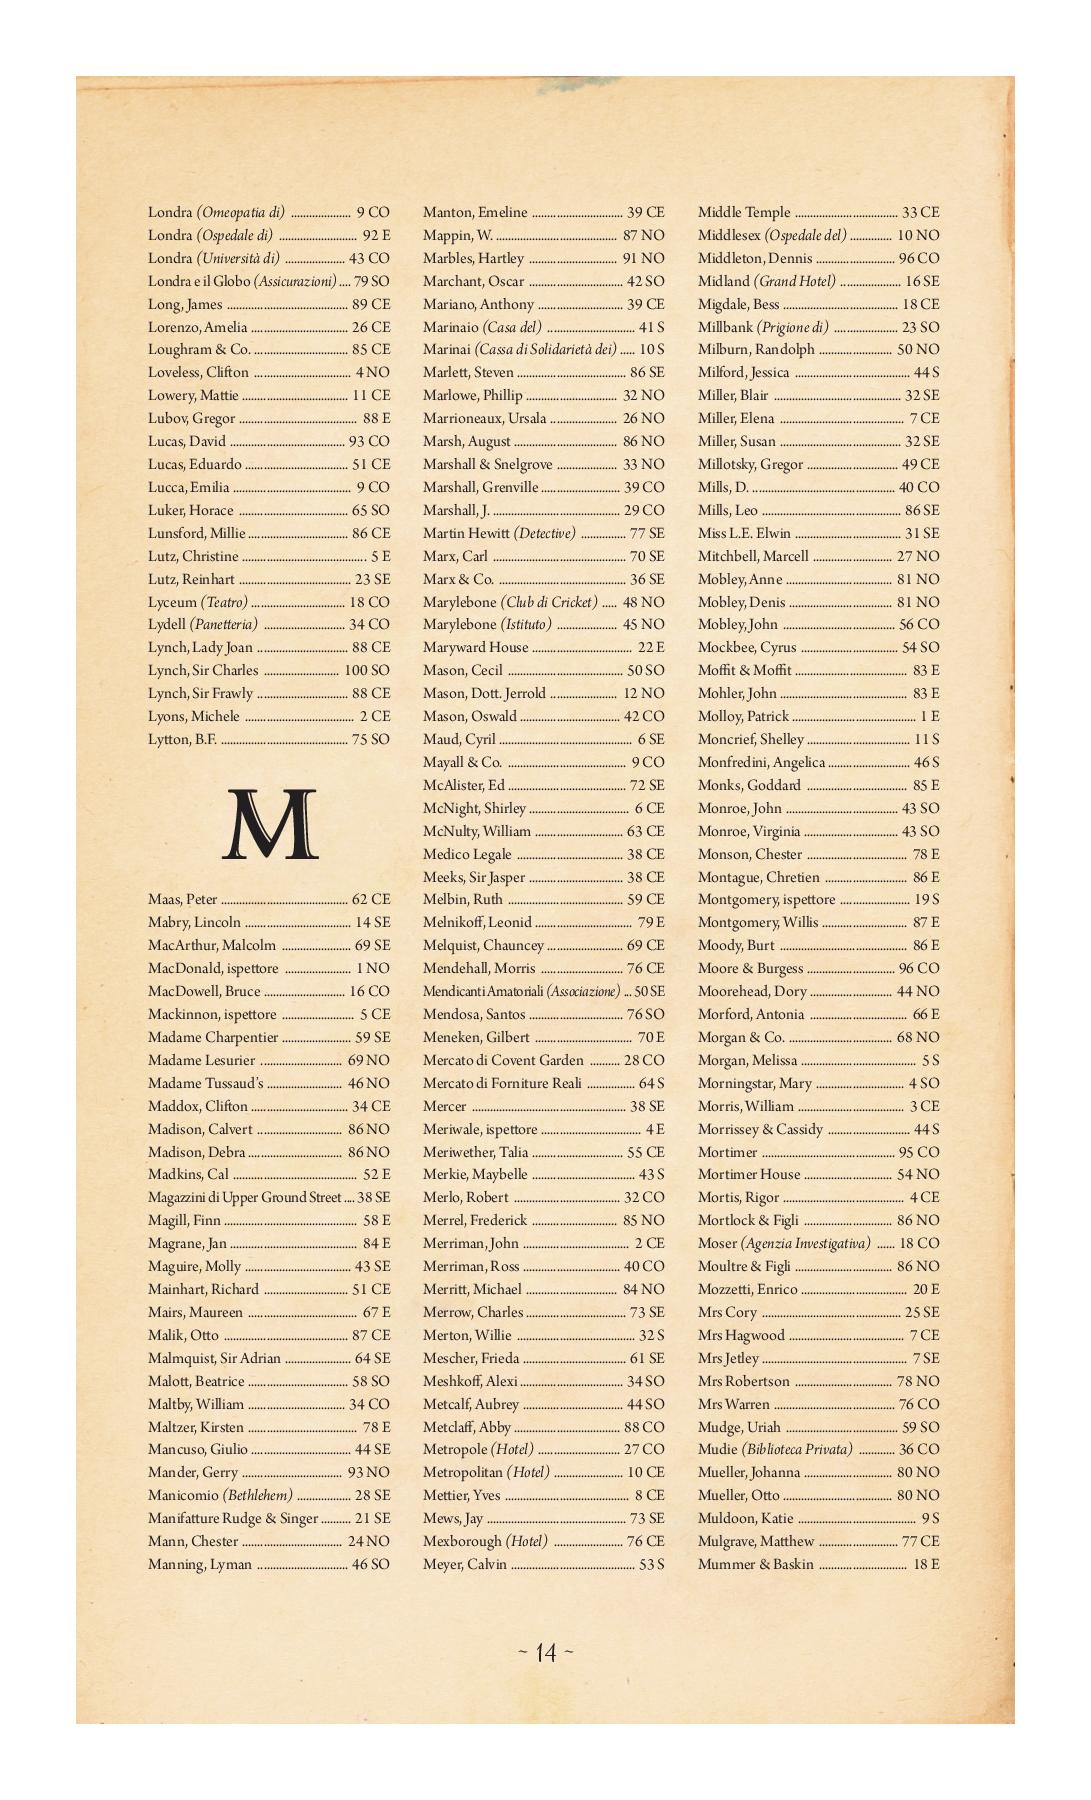 Londra (Omeopatia di) .................. 9 CO
Londra (Ospedale di) .................. 92 E
Londra (Università di) .................. 43 CO
Londra e il Globo (Assicurazioni) .... 79 SO
Long, James .................. 89 CE
Lorenzo, Amelia .................. 26 CE
Loughram & Co. .................. 85 CE
Loveless, Clifton .................. 4 NO
Lowery, Mattie .................. 11 CE
Lubov, Gregor .................. 88 E
Lucas, David .................. 93 CO
Lucas, Eduardo .................. 51 CE
Lucca, Emilia .................. 9 CO
Luker, Horace .................. 65 SO
Lunsford, Millie .................. 86 CE
Lutz, Christine .................. 5 E
Lutz, Reinhart .................. 23 SE
Lyceum (Teatro) .................. 18 CO
Lydell (Panetteria) .................. 34 CO
Lynch, Lady Joan .................. 88 CE
Lynch, Sir Charles .................. 100 SO
Lynch, Sir Frawly .................. 88 CE
Lyons, Michele .................. 2 CE
Lytton, B.F. .................. 75 SO
M
Maas, Peter .................. 62 CE
Mabry, Lincoln .................. 14 SE
MacArthur, Malcolm .................. 69 SE
MacDonald, ispettore .................. 1 NO
MacDowell, Bruce .................. 16 CO
Mackinnon, ispettore .................. 5 CE
Madame Charpentier .................. 59 SE
Madame Lesurier .................. 69 NO
Madame Tussaud's .................. 46 NO
Maddox, Clifton .................. 34 CE
Madison, Calvert .................. 86 NO
Madison, Debra .................. 86 NO
Madkins, Cal .................. 52 E
Magazzini di Upper Ground Street .... 38 SE
Magill, Finn .................. 58 E
Magrane, Jan .................. 84 E
Maguire, Molly .................. 43 SE
Mainhart, Richard .................. 51 CE
Mairs, Maureen .................. 67 E
Malik, Otto .................. 87 CE
Malmquist, Sir Adrian .................. 64 SE
Malott, Beatrice .................. 58 SO
Maltby, William .................. 34 CO
Maltzer, Kirsten .................. 78 E
Mancuso, Giulio .................. 44 SE
Mander, Gerry .................. 93 NO
Manicomio (Bethlehem) .................. 28 SE
Manifatture Rudge & Singer ......... 21 SE
Mann, Chester .................. 24 NO
Manning, Lyman .................. 46 SO
Manton, Emeline .................. 39 CE
Mappin, W. .................. 87 NO
Marbles, Hartley .................. 91 NO
Marchant, Oscar .................. 42 SO
Mariano, Anthony .................. 39 CE
Marinaio (Casa del) .................. 41 S
Marinai (Cassa di Solidarietà dei) ..... 10 S
Marlett, Steven .................. 86 SE
Marlowe, Phillip .................. 32 NO
Marrioneaux, Ursala .................. 26 NO
Marsh, August .................. 86 NO
Marshall & Snelgrove .................. 33 NO
Marshall, Grenville .................. 39 CO
Marshall, J. .................. 29 CO
Martin Hewitt (Detective) ............ 77 SE
Marx, Carl .................. 70 SE
Marx & Co. .................. 36 SE
Marylebone (Club di Cricket) ..... 48 NO
Marylebone (Istituto) .................. 45 NO
Maryward House .................. 22 E
Mason, Cecil .................. 50 SO
Mason, Dott. Jerrold .................. 12 NO
Mason, Oswald .................. 42 CO
Maud, Cyril .................. 6 SE
Mayall & Co. .................. 9 CO
McAlister, Ed .................. 72 SE
McNight, Shirley .................. 6 CE
McNulty, William .................. 63 CE
Medico Legale .................. 38 CE
Meeks, Sir Jasper .................. 38 CE
Melbin, Ruth .................. 59 CE
Melnikoff, Leonid .................. 79 E
Melquist, Chauncey .................. 69 CE
Mendehall, Morris .................. 76 CE
Mendicanti Amatoriali (Associazione) ... 50 SE
Mendosa, Santos .................. 76 SO
Meneken, Gilbert .................. 70 E
Mercato di Covent Garden ........ 28 CO
Mercato di Forniture Reali ............ 64 S
Mercer .................. 38 SE
Meriwale, ispettore .................. 4 E
Meriwether, Talia .................. 55 CE
Merkie, Maybelle .................. 43 S
Merlo, Robert .................. 32 CO
Merrel, Frederick .................. 85 NO
Merriman, John .................. 2 CE
Merriman, Ross .................. 40 CO
Merritt, Michael .................. 84 NO
Merrow, Charles .................. 73 SE
Merton, Willie .................. 32 S
Mescher, Frieda .................. 61 SE
Meshkoff, Alexi .................. 34 SO
Metcalf, Aubrey .................. 44 SO
Metclaff, Abby .................. 88 CO
Metropole (Hotel) .................. 27 CO
Metropolitan (Hotel) .................. 10 CE
Mettier, Yves .................. 8 CE
Mews, Jay .................. 73 SE
Mexborough (Hotel) .................. 76 CE
Meyer, Calvin .................. 53 S
Middle Temple .................. 33 CE
Middlesex (Ospedale del) ............. 10 NO
Middleton, Dennis .................. 96 CO
Midland (Grand Hotel) .................. 16 SE
Migdale, Bess .................. 18 CE
Millbank (Prigione di) .................. 23 SO
Milburn, Randolph .................. 50 NO
Milford, Jessica .................. 44 S
Miller, Blair .................. 32 SE
Miller, Elena .................. 7 CE
Miller, Susan .................. 32 SE
Millotsky, Gregor .................. 49 CE
Mills, D. .................. 40 CO
Mills, Leo .................. 86 SE
Miss L.E. Elwin .................. 31 SE
Mitchbell, Marcell .................. 27 NO
Mobley, Anne .................. 81 NO
Mobley, Denis .................. 81 NO
Mobley, John .................. 56 CO
Mockbee, Cyrus .................. 54 SO
Moffit & Moffit .................. 83 E
Mohler, John .................. 83 E
Molloy, Patrick .................. 1 E
Moncrief, Shelley .................. 11 S
Monfredini, Angelica .................. 46 S
Monks, Goddard .................. 85 E
Monroe, John .................. 43 SO
Monroe, Virginia .................. 43 SO
Monson, Chester .................. 78 E
Montague, Chretien .................. 86 E
Montgomery, ispettore .................. 19 S
Montgomery, Willis .................. 87 E
Moody, Burt .................. 86 E
Moore & Burgess .................. 96 CO
Moorehead, Dory .................. 44 NO
Morford, Antonia .................. 66 E
Morgan & Co. .................. 68 NO
Morgan, Melissa .................. 5 S
Morningstar, Mary .................. 4 SO
Morris, William .................. 3 CE
Morrissey & Cassidy .................. 44 S
Mortimer .................. 95 CO
Mortimer House .................. 54 NO
Mortis, Rigor .................. 4 CE
Mortlock & Figli .................. 86 NO
Moser (Agenzia Investigativa) ...... 18 CO
Moultre & Figli .................. 86 NO
Mozzetti, Enrico .................. 20 E
Mrs Cory .................. 25 SE
Mrs Hagwood .................. 7 CE
Mrs Jetley .................. 7 SE
Mrs Robertson .................. 78 NO
Mrs Warren .................. 76 CO
Mudge, Uriah .................. 59 SO
Mudie (Biblioteca Privata) ........... 36 CO
Mueller, Johanna .................. 80 NO
Mueller, Otto .................. 80 NO
Muldoon, Katie .................. 9 S
Mulgrave, Matthew .................. 77 CE
Mummer & Baskin .................. 18 E
~ 14 ~